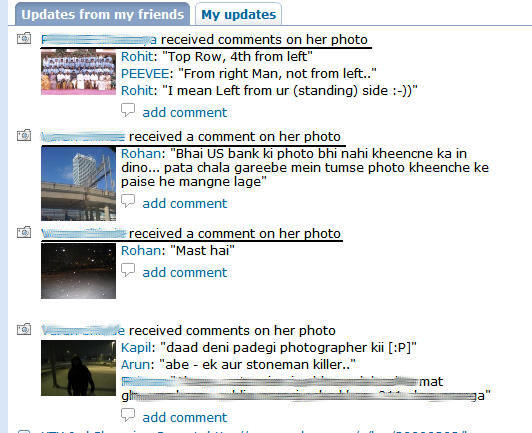 Updates from my friends My updates
received comments on her photo
Rohit: "Top Row, 4th from left"
PEEVEE: "From right Man, not from left.."
Rohit: "I mean Left from ur (standing) side :-))"
add comment
received a comment on her photo
Rohan: "Bhai US bank ki photo bhi nahi kheencne ka in
dino... pata chala gareebe mein tumse photo kheenche ke
paise he mangne lage"
add comment
received a comment on her photo
Rohan: "Mast hai"
add comment
received comments on her photo
Kapil: "daad deni padegi photographer kii [:P]"
Arun: "abe - ek aur stoneman killer.."
mat
add comment